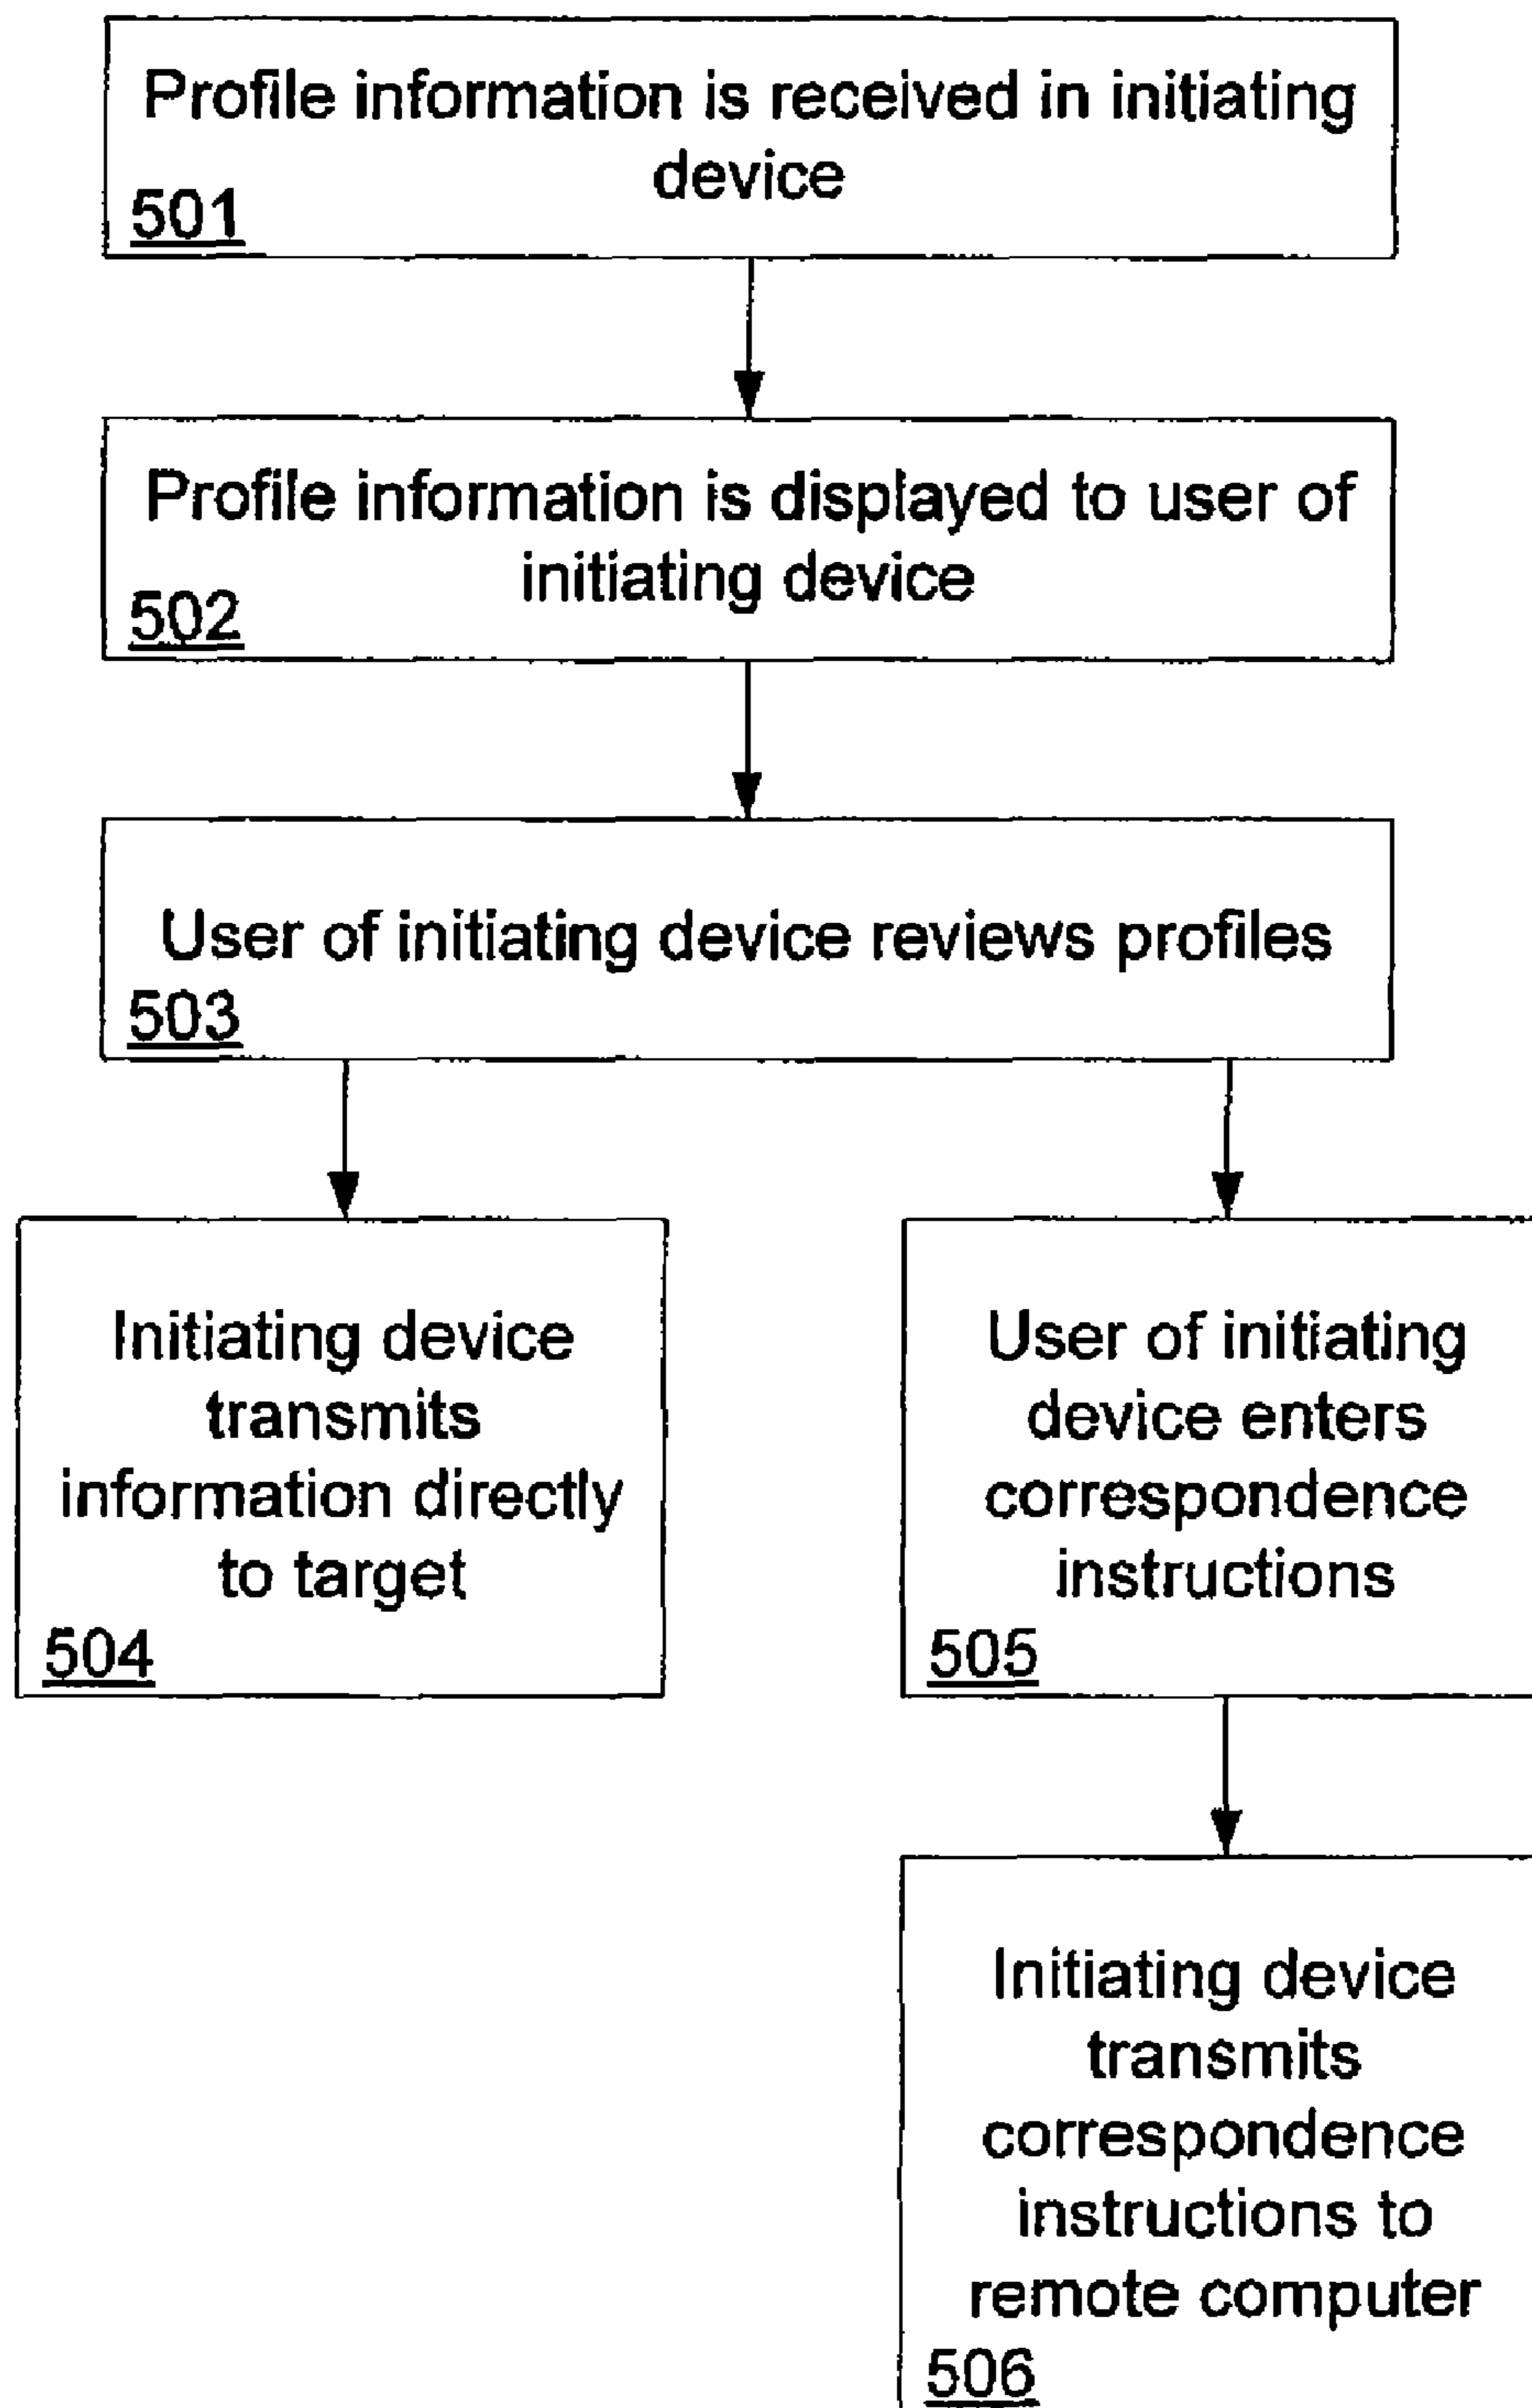 Profile information is received in initiating
device
501
Profile information is displayed to user of
initiating device
502
User of initiating device reviews profiles
503
Initiating device
transmits
information directly
to target
504
User of initiating
device enters
correspondence
instructions
505
Initiating device
transmits
correspondence
instructions to
remote computer
506